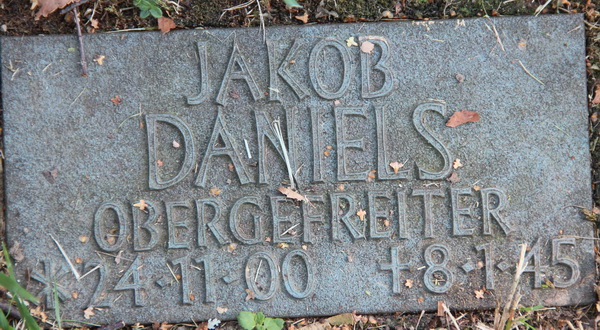 JAKOB
DANIELS
OBERGEFREITER
*24·11·00 +8·1·45